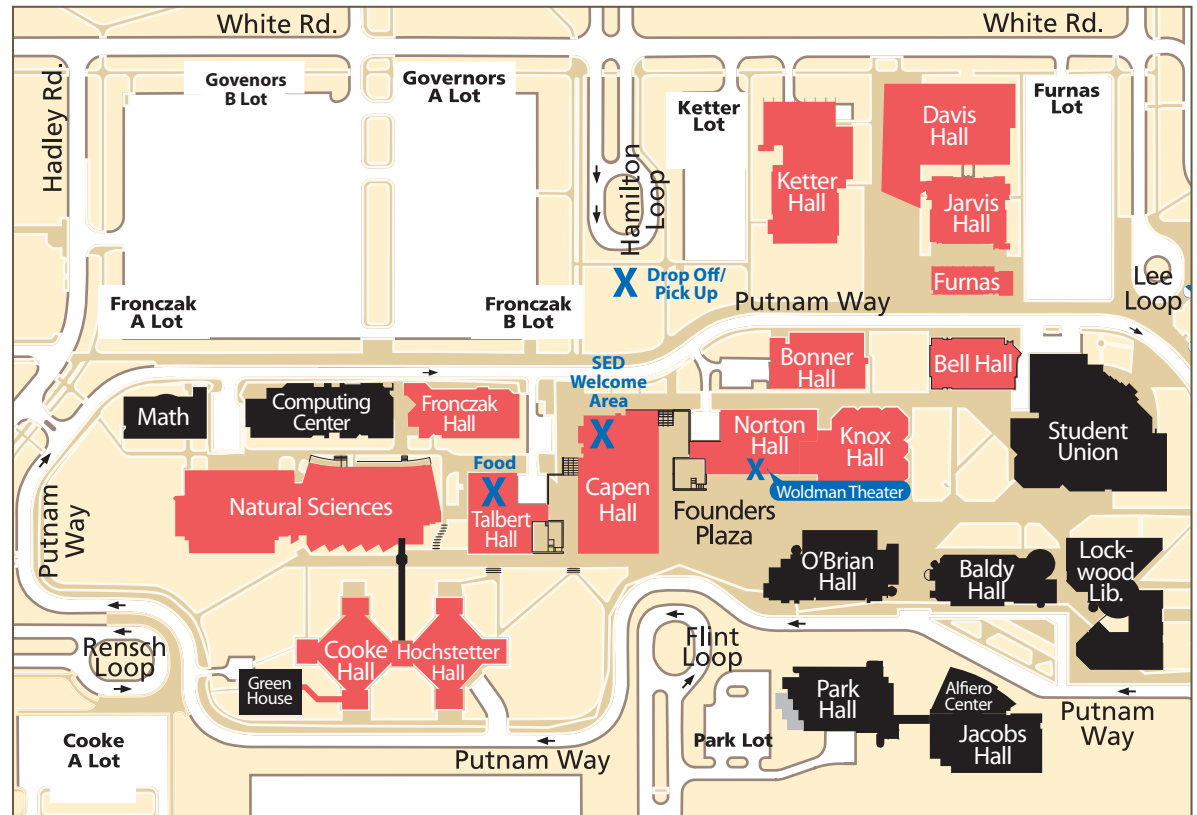 White Rd.
White Rd.
Hadley Rd.
Govenors
B Lot
Governors
A Lot
Ketter
Lot
Hamilton
Loop
Ketter
Hall
Davis
Hall
Jarvis
Hall
Furnas
Furnas
Lot
Lee
Loop
Fronczak
A Lot
Fronczak
B Lot
X
Drop Off/
Pick Up
Putnam Way
SED
Welcome
Area
X
Bonner
Hall
Bell Hall
Math
Computing
Center
Fronczak
Hall
Norton
Hall
X
Woldman Theater
Knox
Hall
Student
Union
Natural Sciences
Food
X
Talbert
Hall
Capen
Hall
Founders
Plaza
Putnam
Way
O'Brian
Hall
Baldy
Hall
Lock-
wood
Lib.
Rensch
Loop
Green
House
Cooke
Hall
Hochstetter
Hall
Flint
Loop
Park
Hall
Alfiero
Center
Jacobs
Hall
Putnam
Way
Cooke
A Lot
Putnam Way
Park Lot